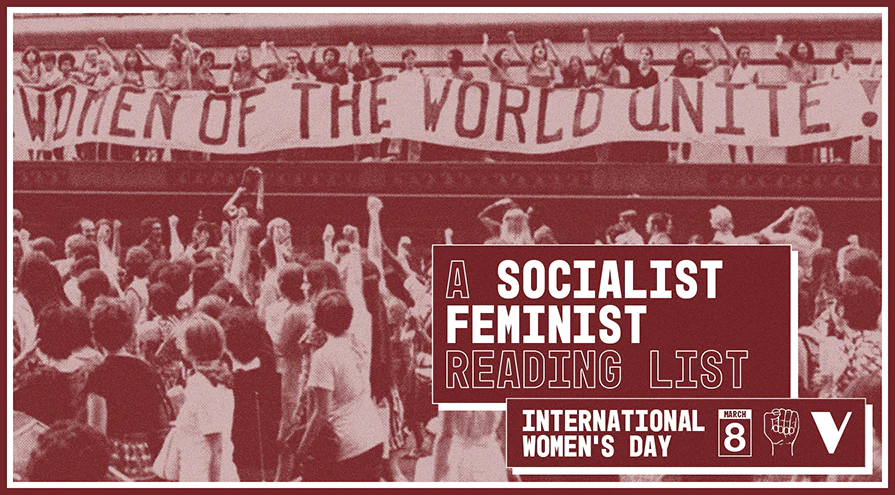 WOMEN OF THE WORLD UNITE!
A SOCIALIST
FEMINIST
READING LIST
INTERNATIONAL
WOMEN'S DAY
MARCH
8
V